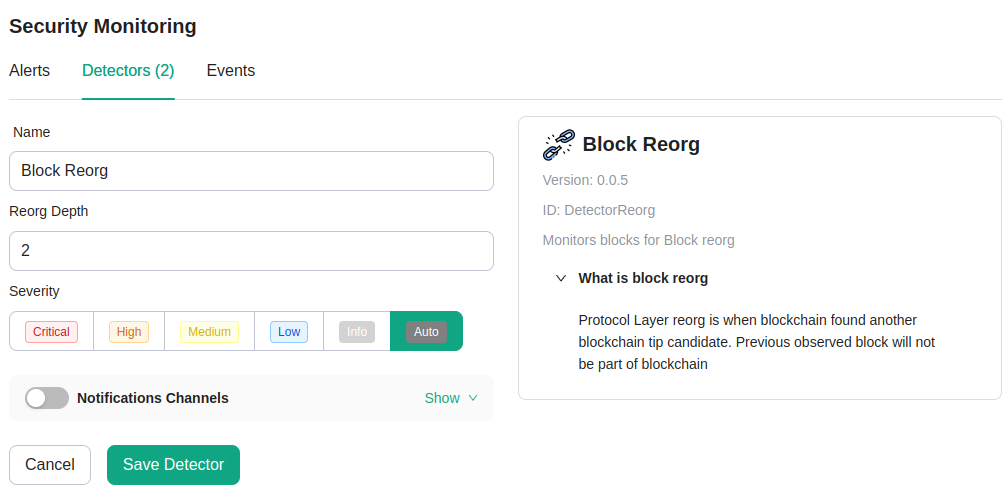 Security Monitoring
Alerts Detectors (2) Events
Name
Block Reorg
Reorg Depth
2
Severity
Critical High Medium Low Info Auto
Notifications Channels Show
Cancel Save Detector
Block Reorg
Version: 0.0.5
ID: DetectorReorg
Monitors blocks for Block reorg
What is block reorg
Protocol Layer reorg is when blockchain found another
blockchain tip candidate. Previous observed block will not
be part of blockchain